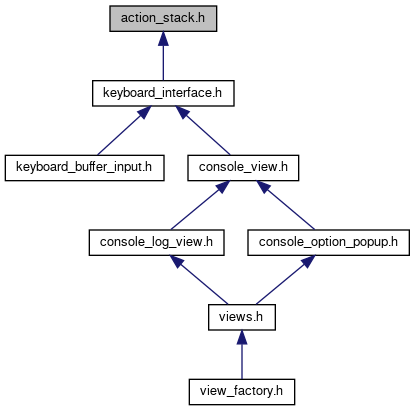 action_stack.h
keyboard_interface.h
keyboard_buffer_input.h
console_view.h
console_log_view.h
console_option_popup.h
views.h
view_factory.h